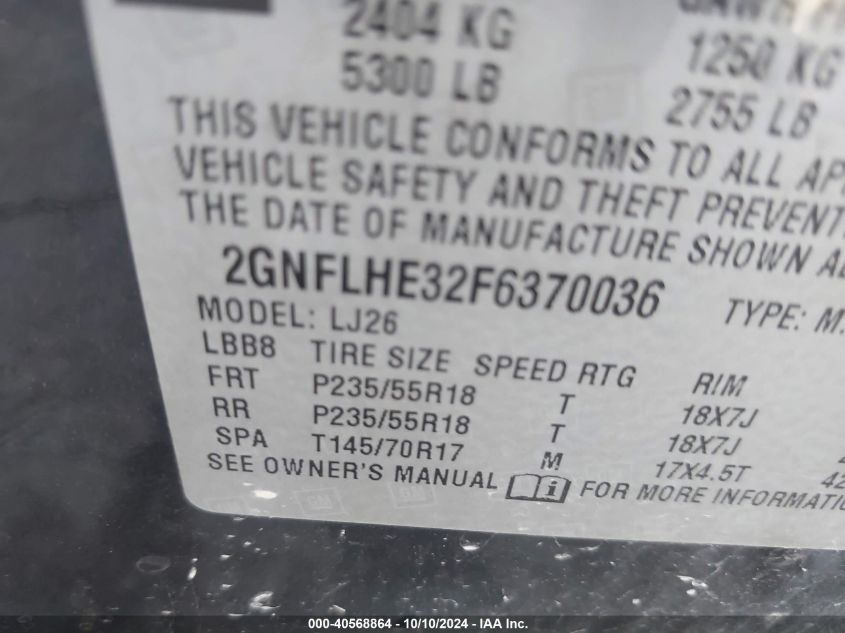 2404 KG
5300 LB
1250 KG
2755 LB
THIS VEHICLE CONFORMS TO ALL
VEHICLE SAFETY AND THEFT PREVENT
THE DATE OF MANUFACTURE SHOWN
2GNFLHE32F6370036 TYPE: M
MODEL: LJ26
LBB8 TIRE SIZE SPEED RTG RIM
FRT P235/55R18 T 18X7J
RR P235/55R18 T 18X7J
SPA T145/70R17 M 17X4.5T 42
SEE OWNER'S MANUAL i FOR MORE INFORMATIO
000-40568864 - 10/10/2024 - IAA Inc.